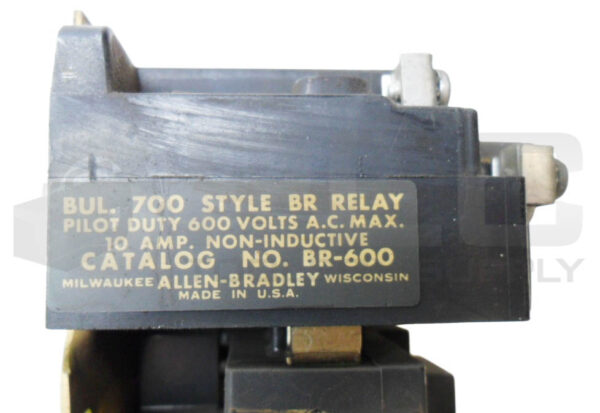 BUL. 700 STYLE BR RELAY
PILOT DUTY 600 VOLTS A.C. MAX.
10 AMP. NON-INDUCTIVE
CATALOG NO. BR-600
MILWAUKEE ALLEN-BRADLEY WISCONSIN
MADE IN U.S.A.